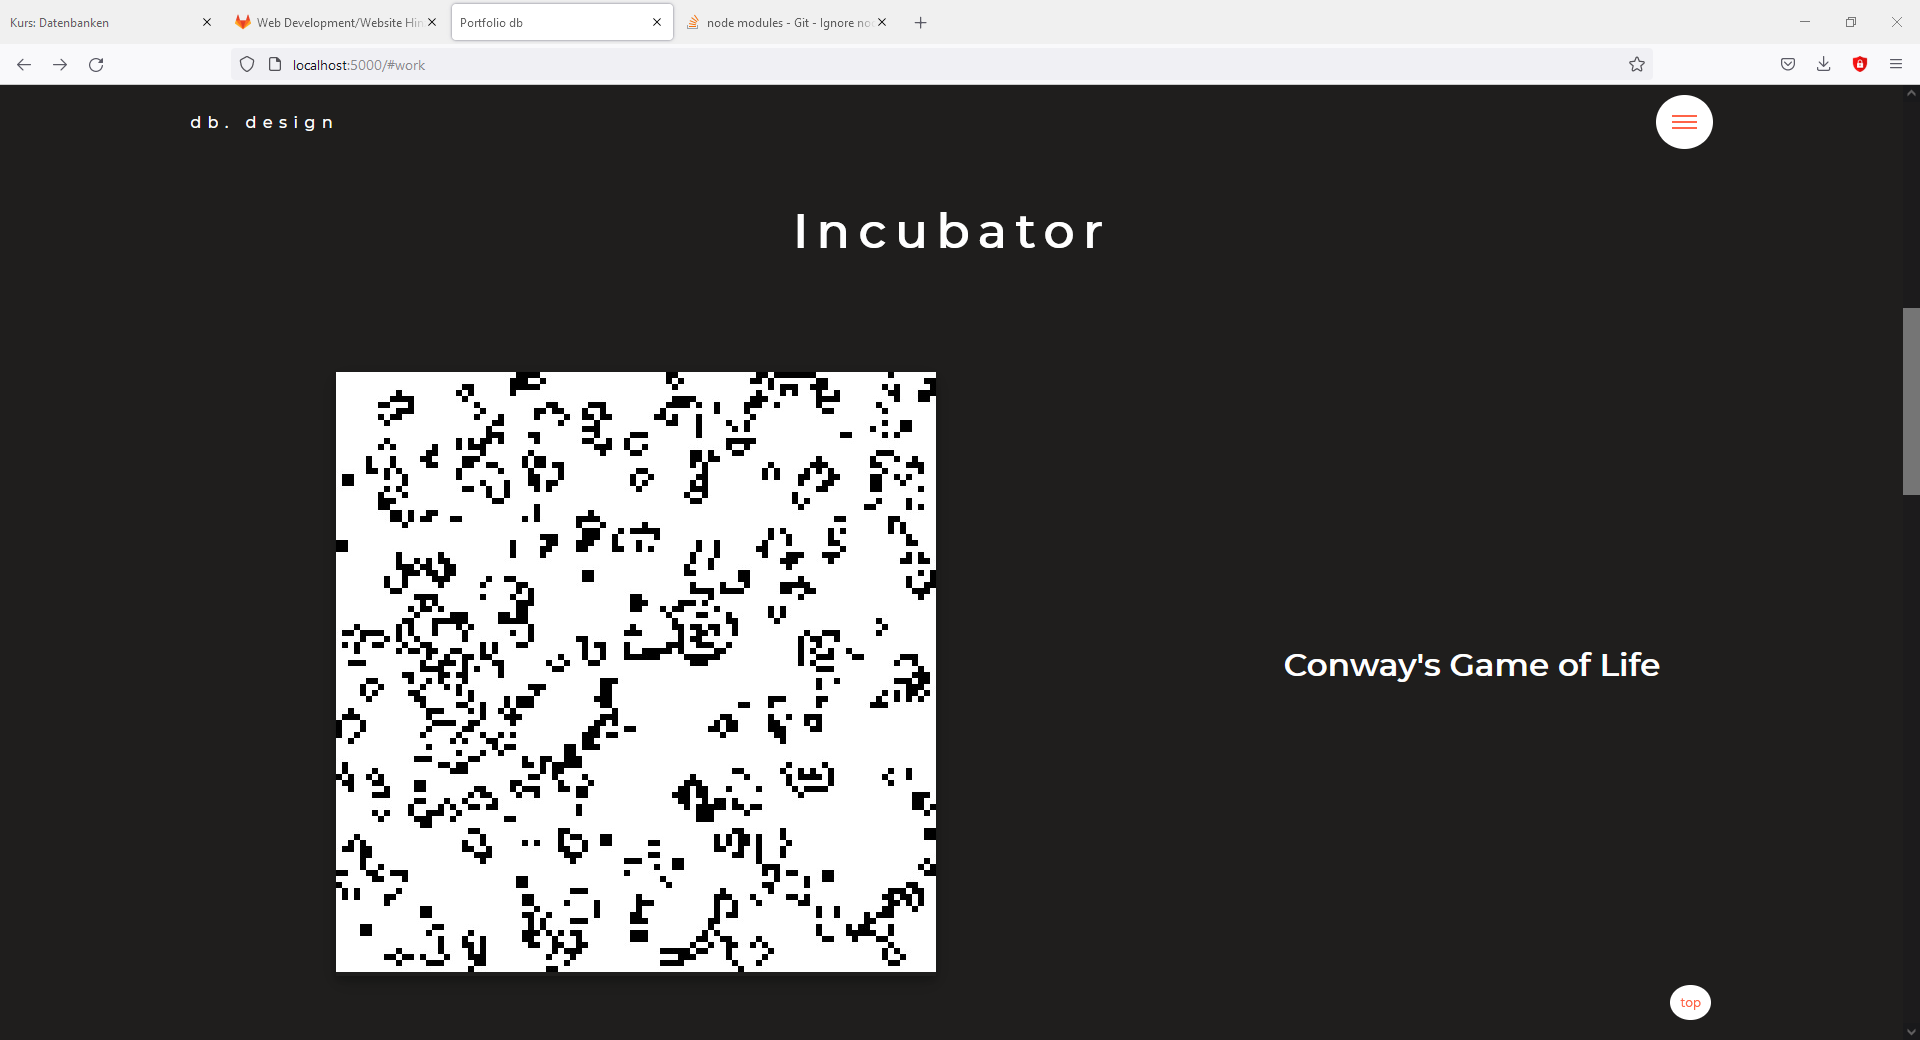 Kurs: Datenbanken
Web Development/Website Hin
Portfolio db
node modules - Git - Ignore no
localhost:5000/#work
db. design
Incubator
Conway's Game of Life
top